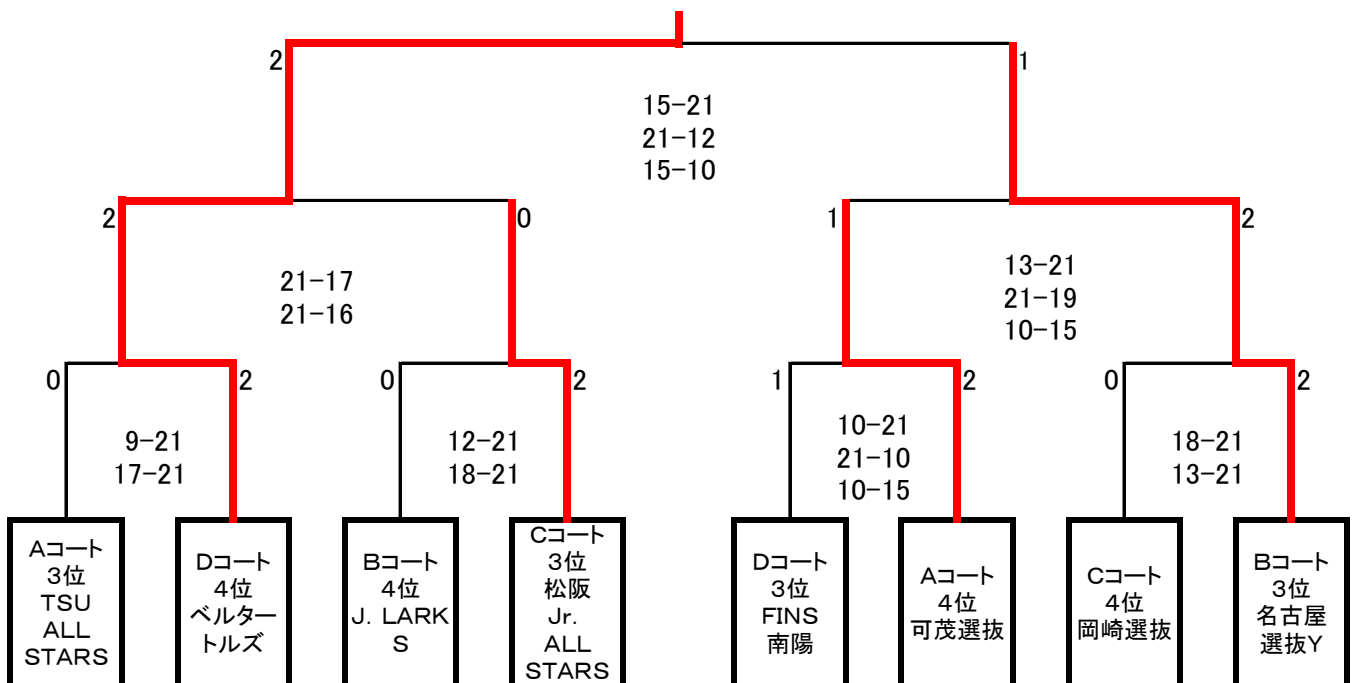 2
1
15-21
21-12
15-10
2
0
1
2
21-17
21-16
13-21
21-19
10-15
0
2
0
2
1
2
0
2
9-21
17-21
12-21
18-21
10-21
21-10
10-15
18-21
13-21
Aコート
3位
TSU
ALL
STARS
Dコート
4位
ベルター
トルズ
Bコート
4位
J. LARK
S
Cコート
3位
松阪
Jr.
ALL
STARS
Dコート
3位
FINS
南陽
Aコート
4位
可茂選抜
Cコート
4位
岡崎選抜
Bコート
3位
名古屋
選抜Y